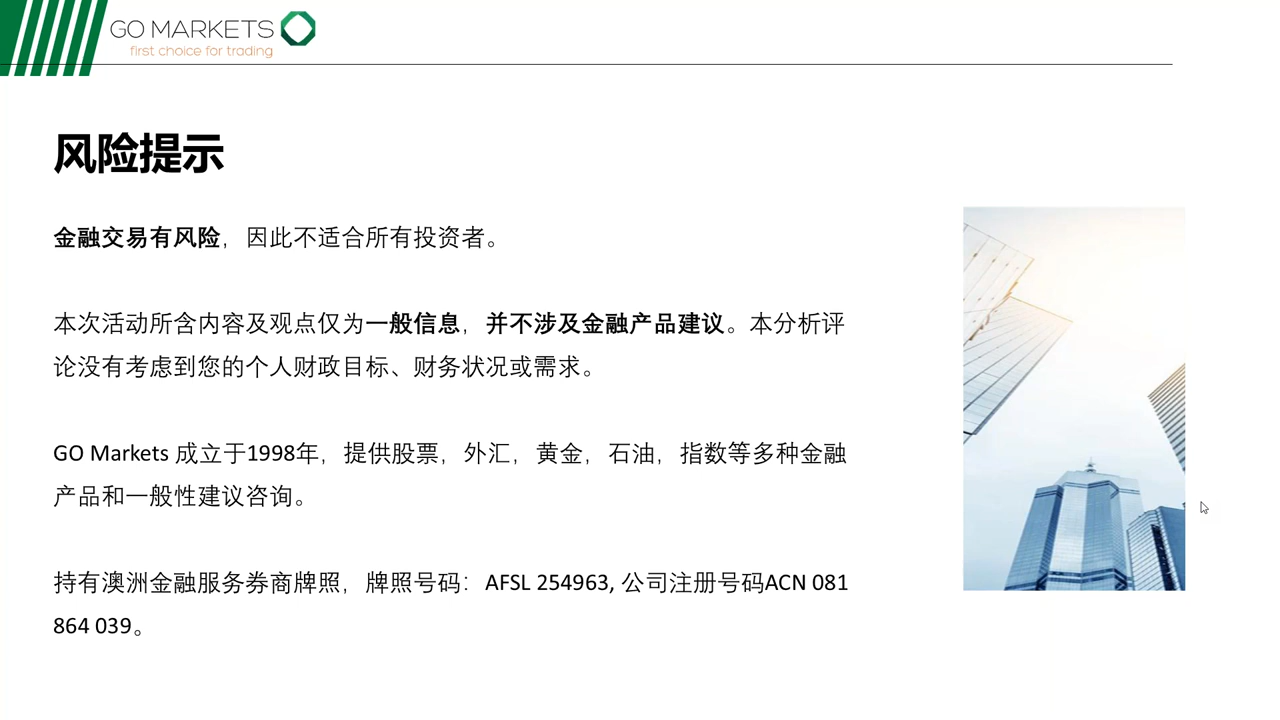 GO MARKETS
first choice for trading
风险提示
金融交易有风险，因此不适合所有投资者。
本次活动所含内容及观点仅为一般信息，并不涉及金融产品建议。本分析评
论没有考虑到您的个人财政目标、财务状况或需求。
GO Markets 成立于1998年，提供股票，外汇，黄金，石油，指数等多种金融
产品和一般性建议咨询。
持有澳洲金融服务券商牌照，牌照号码：AFSL 254963, 公司注册号码ACN 081
864 039。